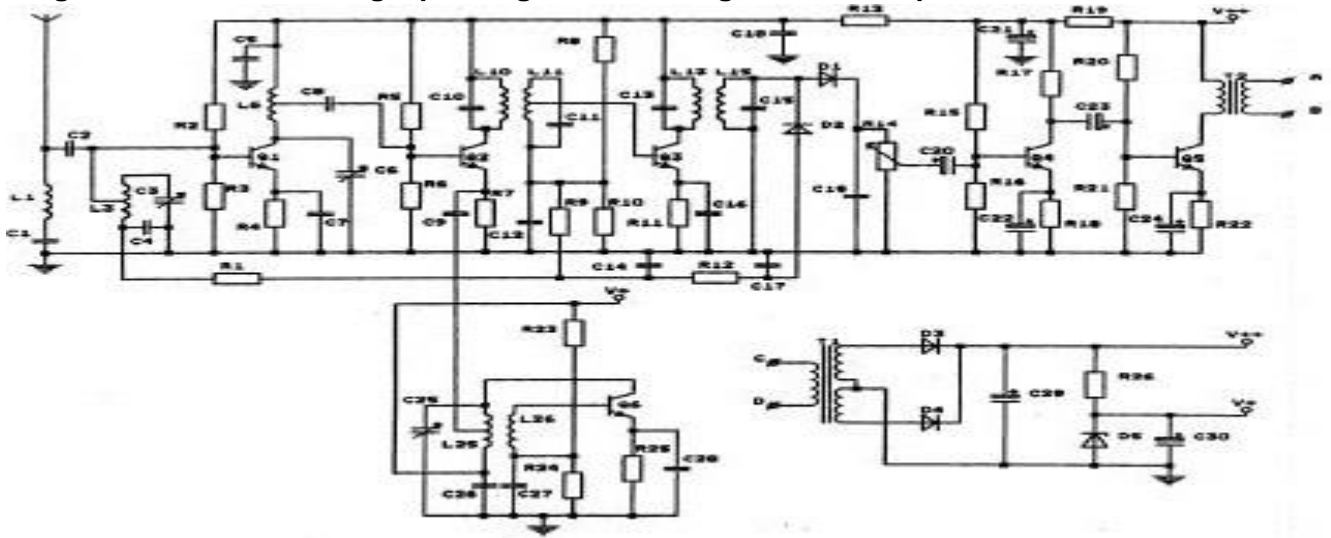 R13 R19 V++
C5 R8 C18 C21
L10 L11 L13 L15 D1 R17 R20 T2 A
L5 C8 R5 C10 C13 C15 B
R2 C11 D2 R14 R15 C23
C2 Q1 Q2 Q3 C20 Q4 Q5
C3 C6
L1 L3 R3 R6 R7 C19 R16 R21
C1 C4 R4 C7 C9 C12 R9 R10 R11 C16 C22 R18 C24 R22
R1 C14 R12 C17
V+
R23 T1 D3 V++
C
C25 Q6 D R26 V+
L26 C29
L25 R25 D4 D5 C30
R24 C28
C26 C27